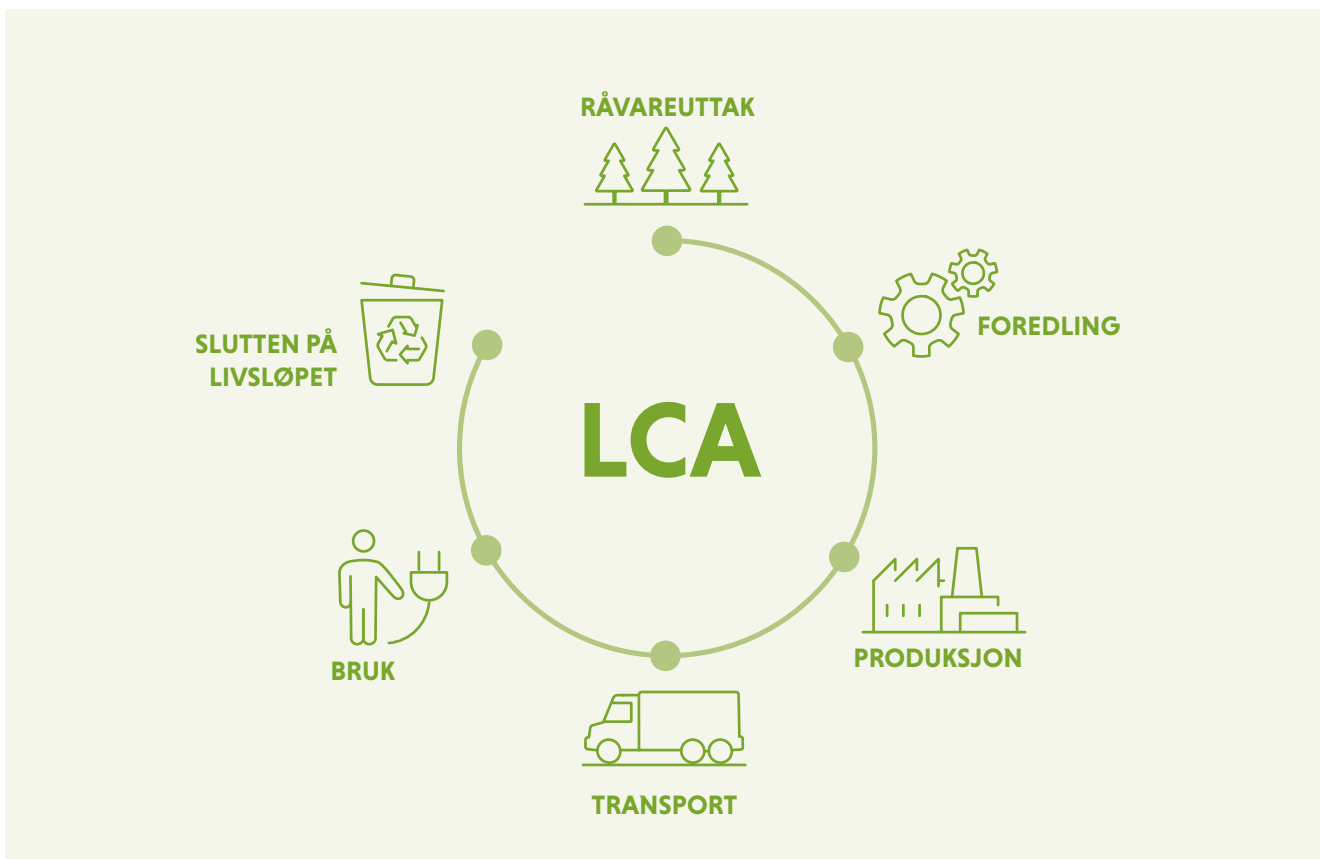 RÅVAREUTTAK
FOREDLING
SLUTTEN PÅ
LIVSLØPET
LCA
PRODUKSJON
BRUK
TRANSPORT